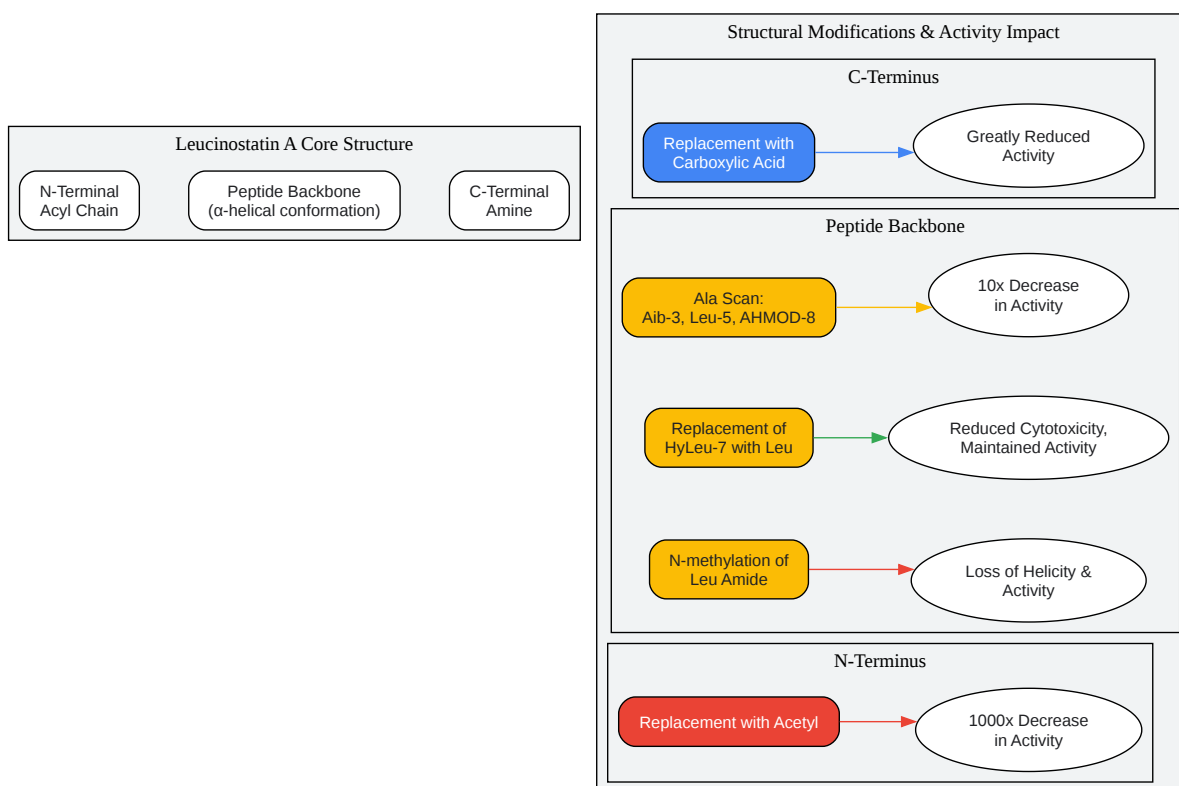 Leucinostatin A Core Structure
N-Terminal
Acyl Chain
Peptide Backbone
(α-helical conformation)
C-Terminal
Amine
Structural Modifications & Activity Impact
C-Terminus
Replacement with
Carboxylic Acid
Greatly Reduced
Activity
Peptide Backbone
Ala Scan:
Aib-3, Leu-5, AHMOD-8
10x Decrease
in Activity
Replacement of
HyLeu-7 with Leu
Reduced Cytotoxicity,
Maintained Activity
N-methylation of
Leu Amide
Loss of Helicity &
Activity
N-Terminus
Replacement with Acetyl
1000x Decrease
in Activity